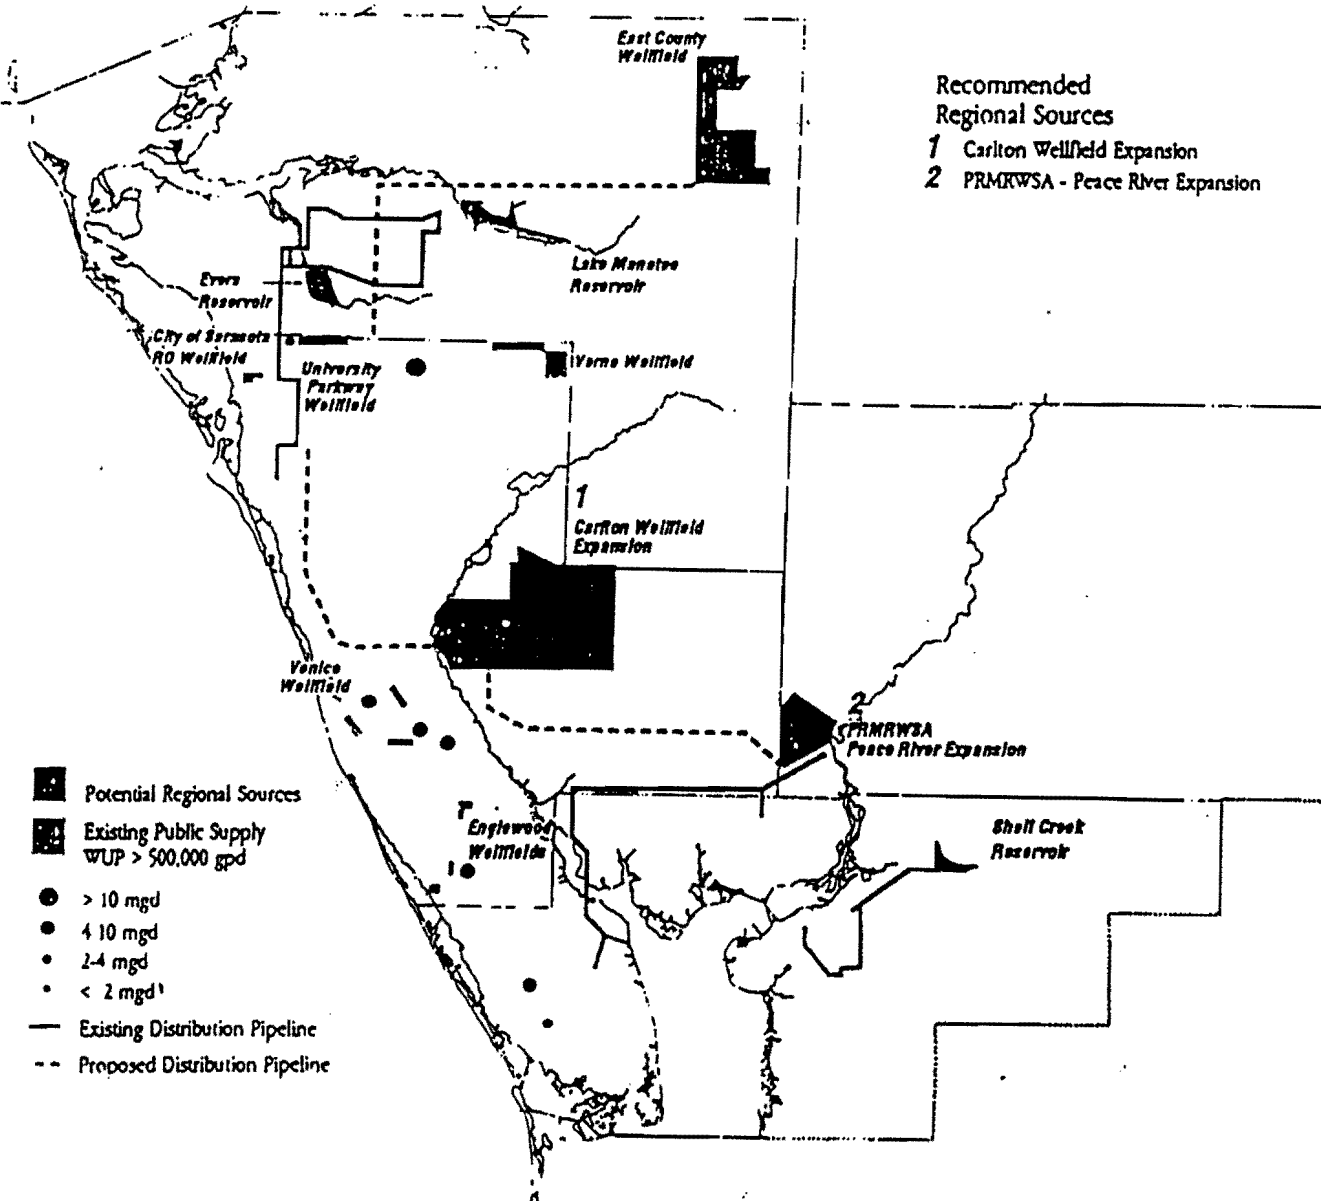 East County
Wellfield
Recommended
Regional Sources
1 Carlton Wellfield Expansion
2 PRMRWSA - Peace River Expansion
Lake Manatee
Reservoir
Evers
Reservoir
City of Sarasota
RO Wellfield
University
Parkway
Wellfield
Verna Wellfield
1
Carlton Wellfield
Expansion
Venice
Wellfield
2
PRMRWSA
Peace River Expansion
Englewood
Wellfields
Shell Creek
Reservoir
Potential Regional Sources
Existing Public Supply
WUP > 500,000 gpd
> 10 mgd
4 10 mgd
2-4 mgd
< 2 mgd
Existing Distribution Pipeline
Proposed Distribution Pipeline